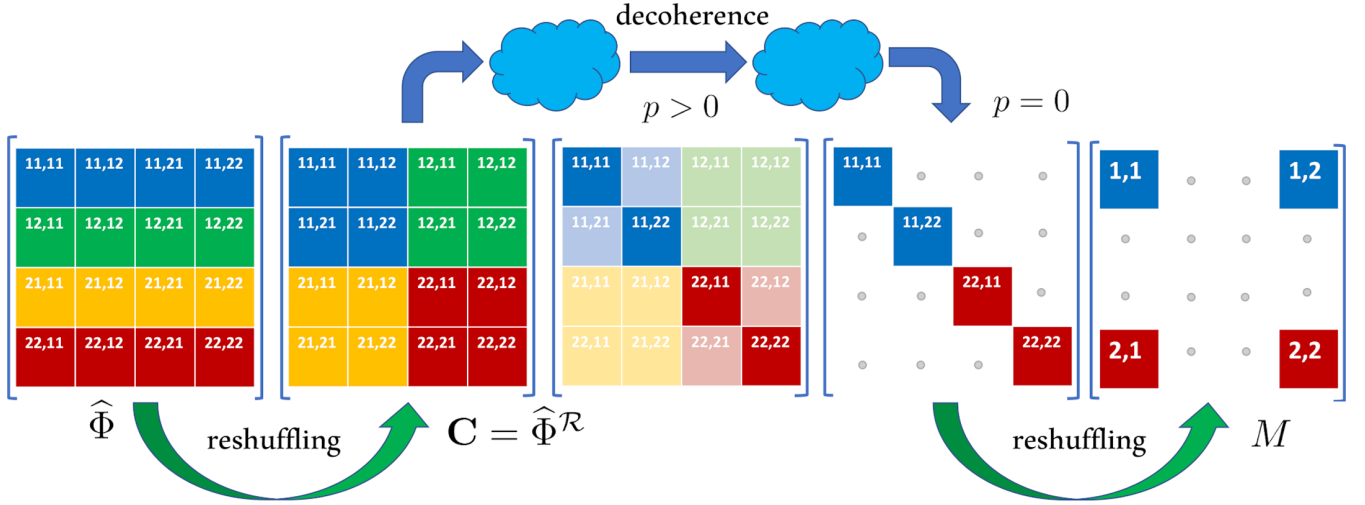 decoherence
p > 0
p = 0
11,11 11,12 11,21 11,22
12,11 12,12 12,21 12,22
21,11 21,12 21,21 21,22
22,11 22,12 22,21 22,22
Φ̂
reshuffling
11,11 11,12 12,11 12,12
11,21 11,22 12,21 12,22
21,11 21,12 22,11 22,12
21,21 21,22 22,21 22,22
C = Φ̂^R
11,11 11,12 12,11 12,12
11,21 11,22 12,21 12,22
21,11 21,12 22,11 22,12
22,11 21,22 22,21 22,22
11,11
11,22
22,11
22,22
reshuffling
1,1 1,2
2,1 2,2
M